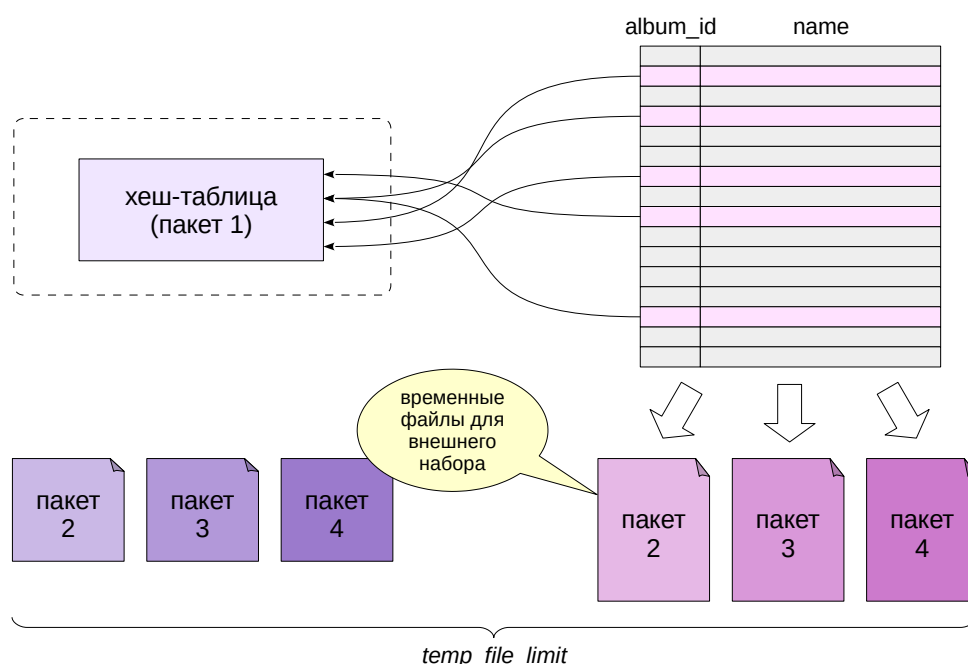 album_id name
хеш-таблица
(пакет 1)
временные
файлы для
внешнего
набора
пакет
2
пакет
3
пакет
4
пакет
2
пакет
3
пакет
4
temp_file_limit